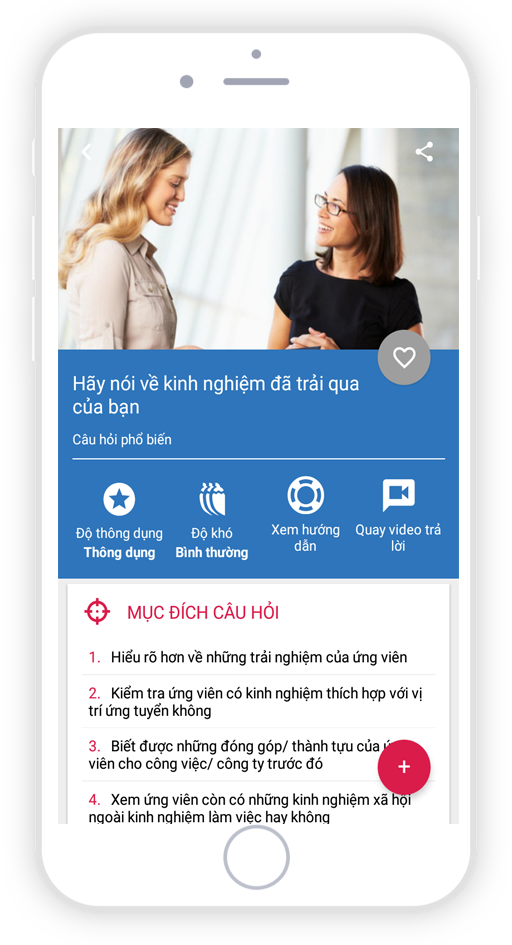 Hãy nói về kinh nghiệm đã trải qua
của bạn
Câu hỏi phổ biến
Độ thông dụng
Thông dụng
Độ khó
Bình thường
Xem hướng
dẫn
Quay video trả
lời
MỤC ĐÍCH CÂU HỎI
1. Hiểu rõ hơn về những trải nghiệm của ứng viên
2. Kiểm tra ứng viên có kinh nghiệm thích hợp với vị
trí ứng tuyển không
3. Biết được những đóng góp/ thành tựu của
viên cho công việc/ công ty trước đó
4. Xem ứng viên còn có những kinh nghiệm xã hội
ngoài kinh nghiệm làm việc hay không